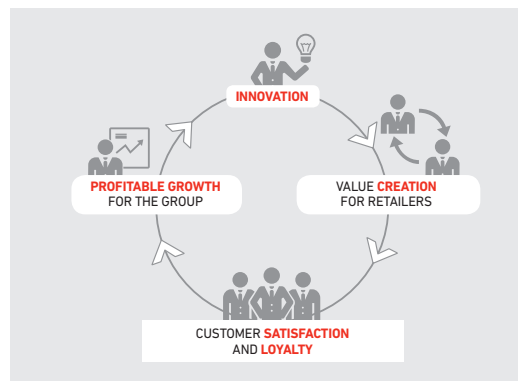 INNOVATION
VALUE CREATION
FOR RETAILERS
CUSTOMER SATISFACTION
AND LOYALTY
PROFITABLE GROWTH
FOR THE GROUP